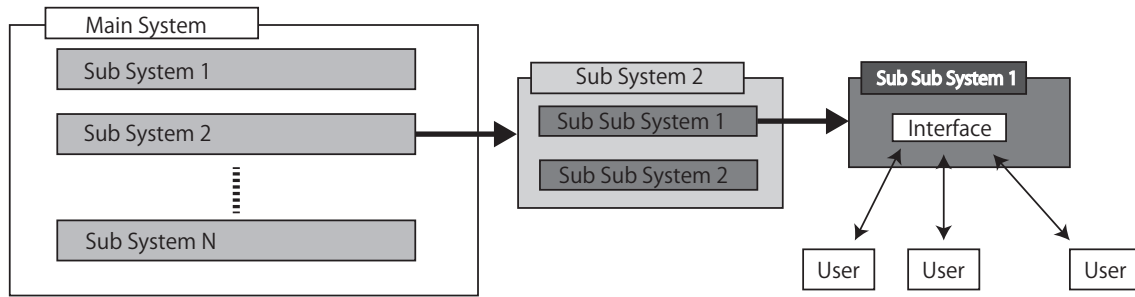 Main System
Sub System 1
Sub System 2
Sub System N
Sub System 2
Sub Sub System 1
Sub Sub System 2
Sub Sub System 1
Interface
User
User
User